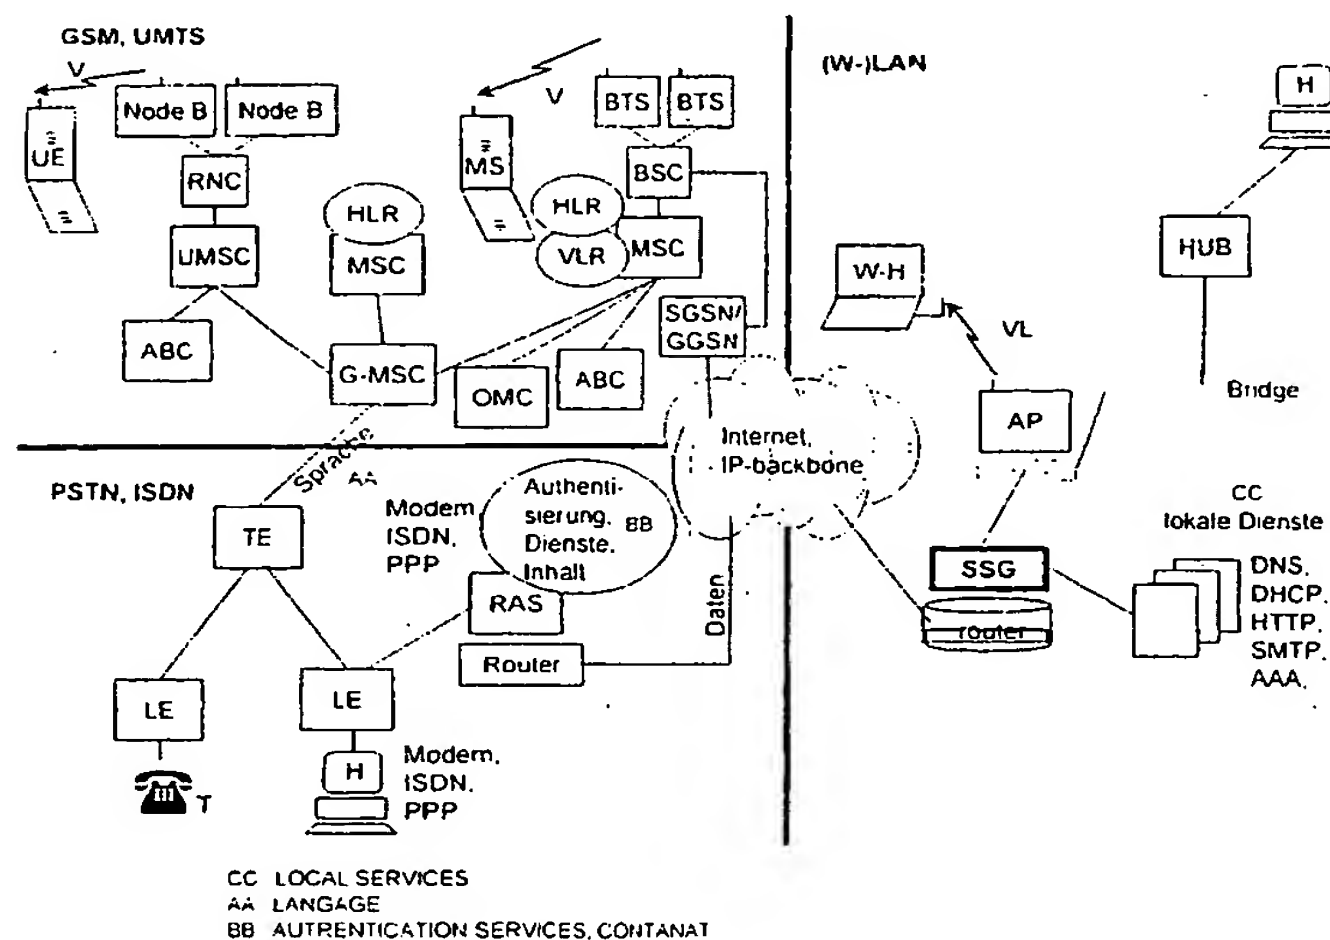 GSM, UMTS
V
Node B
Node B
UE
RNC
HLR
UMSC
MSC
ABC
G-MSC
V
BTS
BTS
MS
BSC
HLR
VLR
MSC
SGSN/
GGSN
OMC
ABC
(W-)LAN
H
HUB
W-H
VL
AP
Bridge
Internet,
IP-backbone
Sprache
AA
PSTN, ISDN
TE
Modem,
ISDN,
PPP
Authenti-
sierung,
Dienste,
Inhalt
BB
RAS
Router
Daten
LE
LE
T
H
Modem,
ISDN,
PPP
SSG
router
CC
lokale Dienste
DNS,
DHCP,
HTTP,
SMTP,
AAA,
CC LOCAL SERVICES
AA LANGAGE
BB AUTRENTICATION SERVICES, CONTANAT